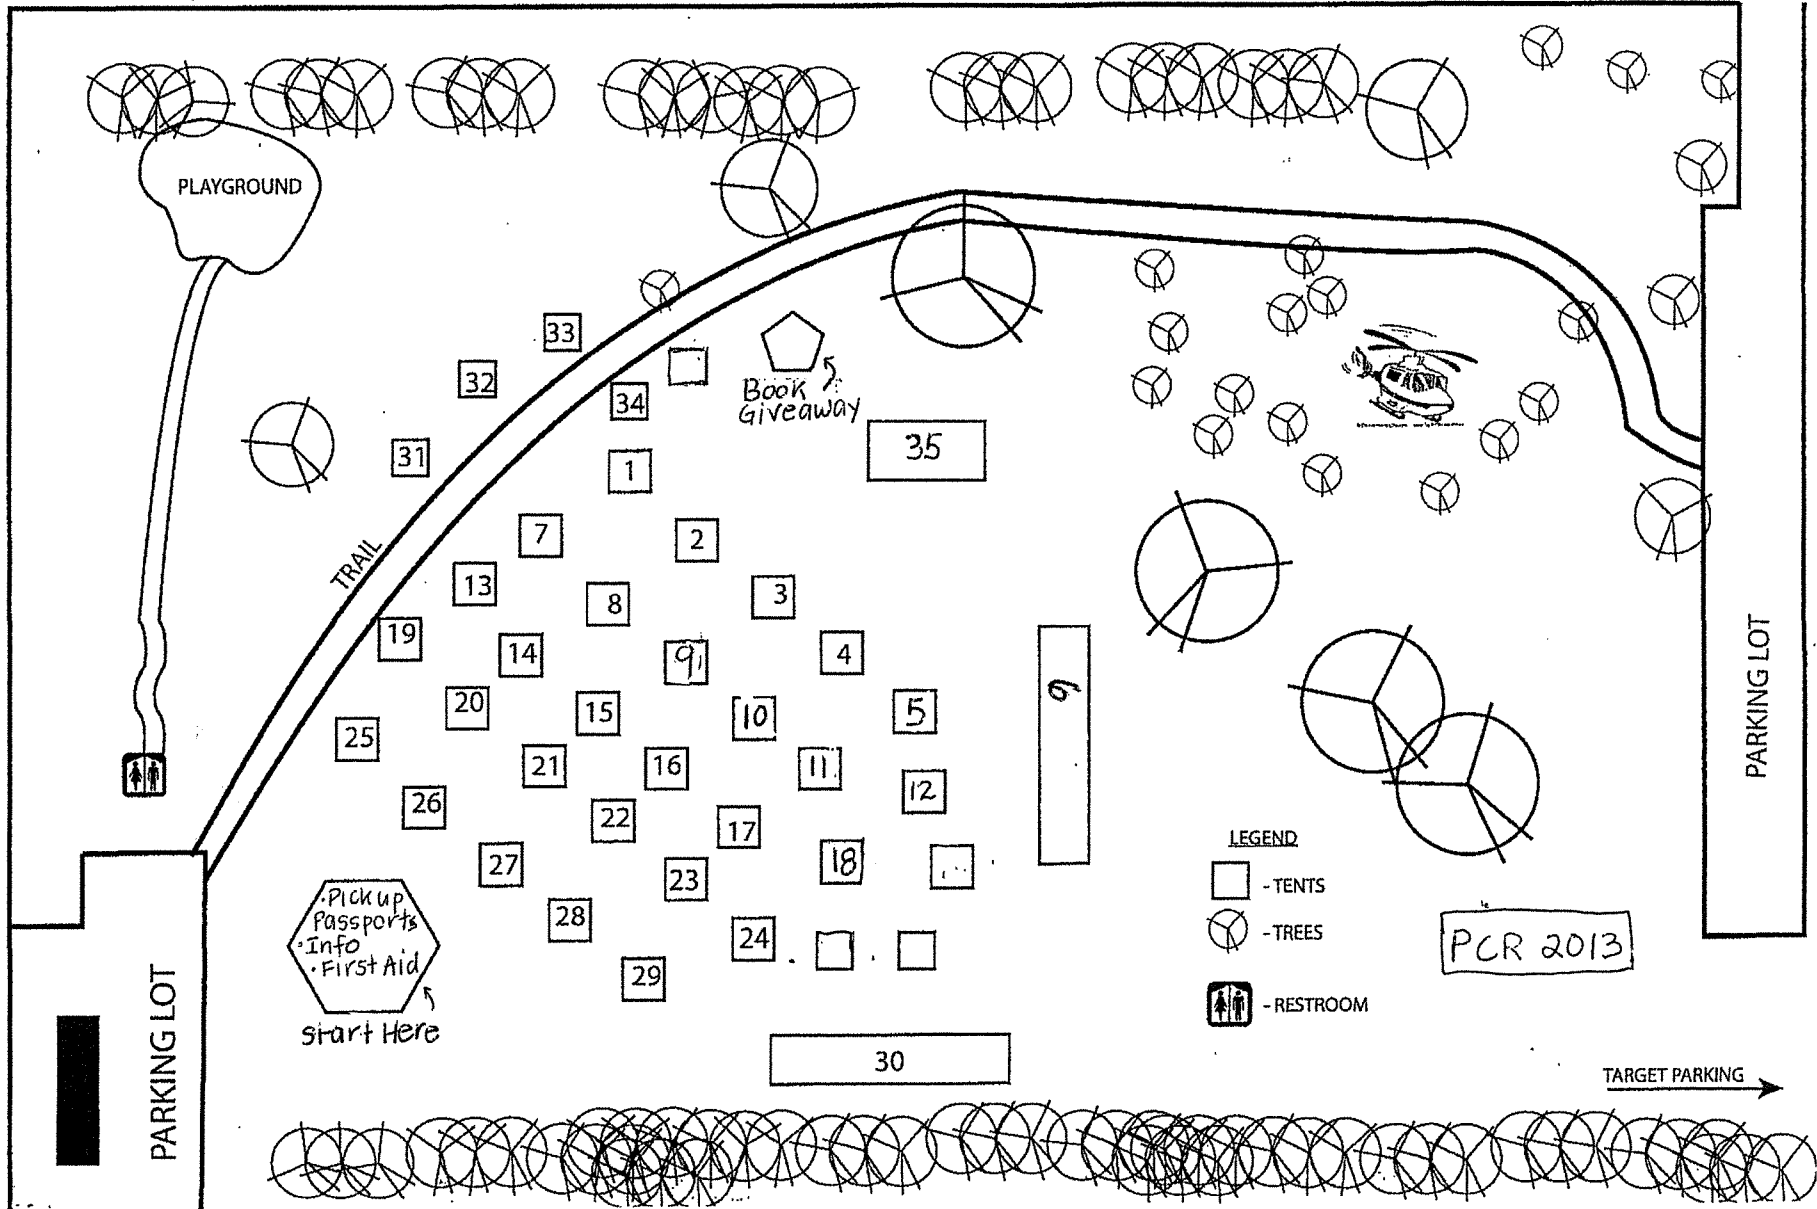 PLAYGROUND
33
32
34
Book
Giveaway
35
31
1
7
2
TRAIL
13
8
3
19
14
9
4
6
20
15
10
5
25
21
16
11
12
26
22
17
27
23
18
28
24
29
30
PARKING LOT
LEGEND
- TENTS
- TREES
- RESTROOM
PCR 2013
• Pick up
Passports
• Info
• First Aid
Start Here
PARKING LOT
TARGET PARKING